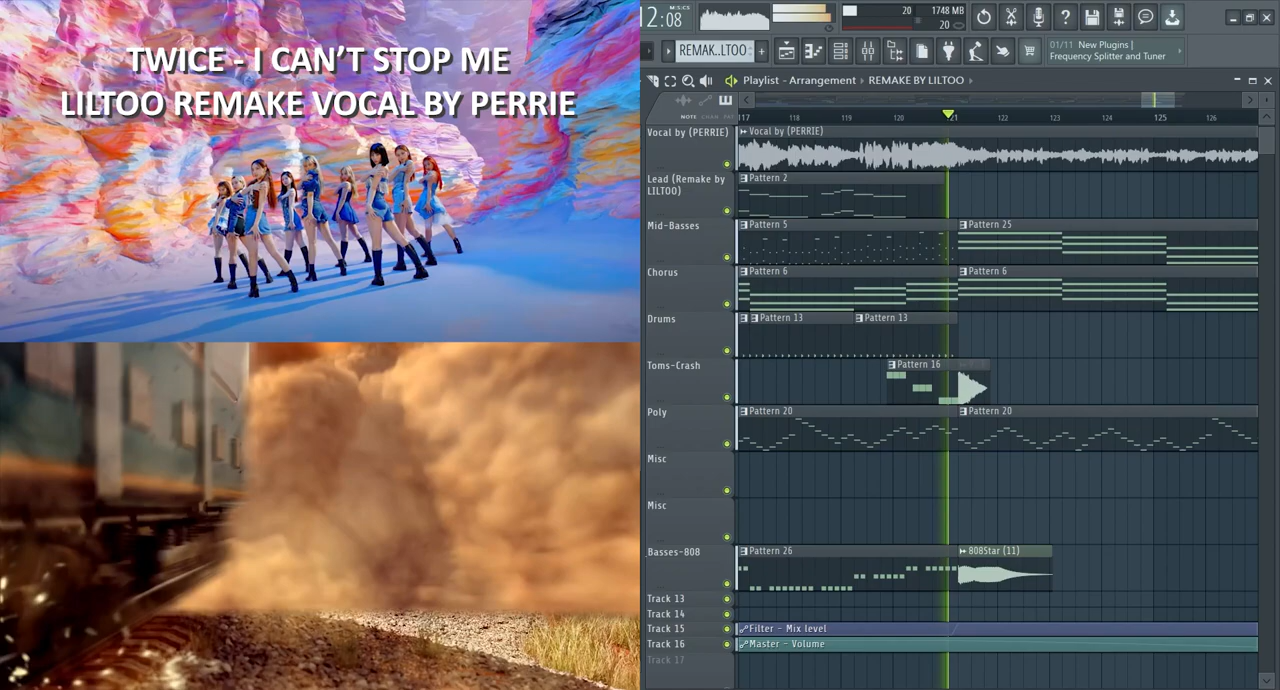 TWICE - I CAN'T STOP ME
LILTOO REMAKE VOCAL BY PERRIE
12:08
M:S:CS
20
1748 MB
20
REMAK..LTOO
01/11 New Plugins |
Frequency Splitter and Tuner
Playlist - Arrangement
REMAKE BY LILTOO
NOTE
CHAN
PAT
117
118
119
120
121
122
123
124
125
126
Vocal by (PERRIE)
Vocal by (PERRIE)
Lead (Remake by
LILTOO)
Pattern 2
Mid-Basses
Pattern 5
Pattern 25
Chorus
Pattern 6
Pattern 6
Drums
Pattern 13
Pattern 13
Toms-Crash
Pattern 16
Poly
Pattern 20
Pattern 20
Misc
Misc
Basses-808
Pattern 26
808Star (11)
Track 13
Track 14
Track 15
Filter - Mix level
Track 16
Master - Volume
Track 17